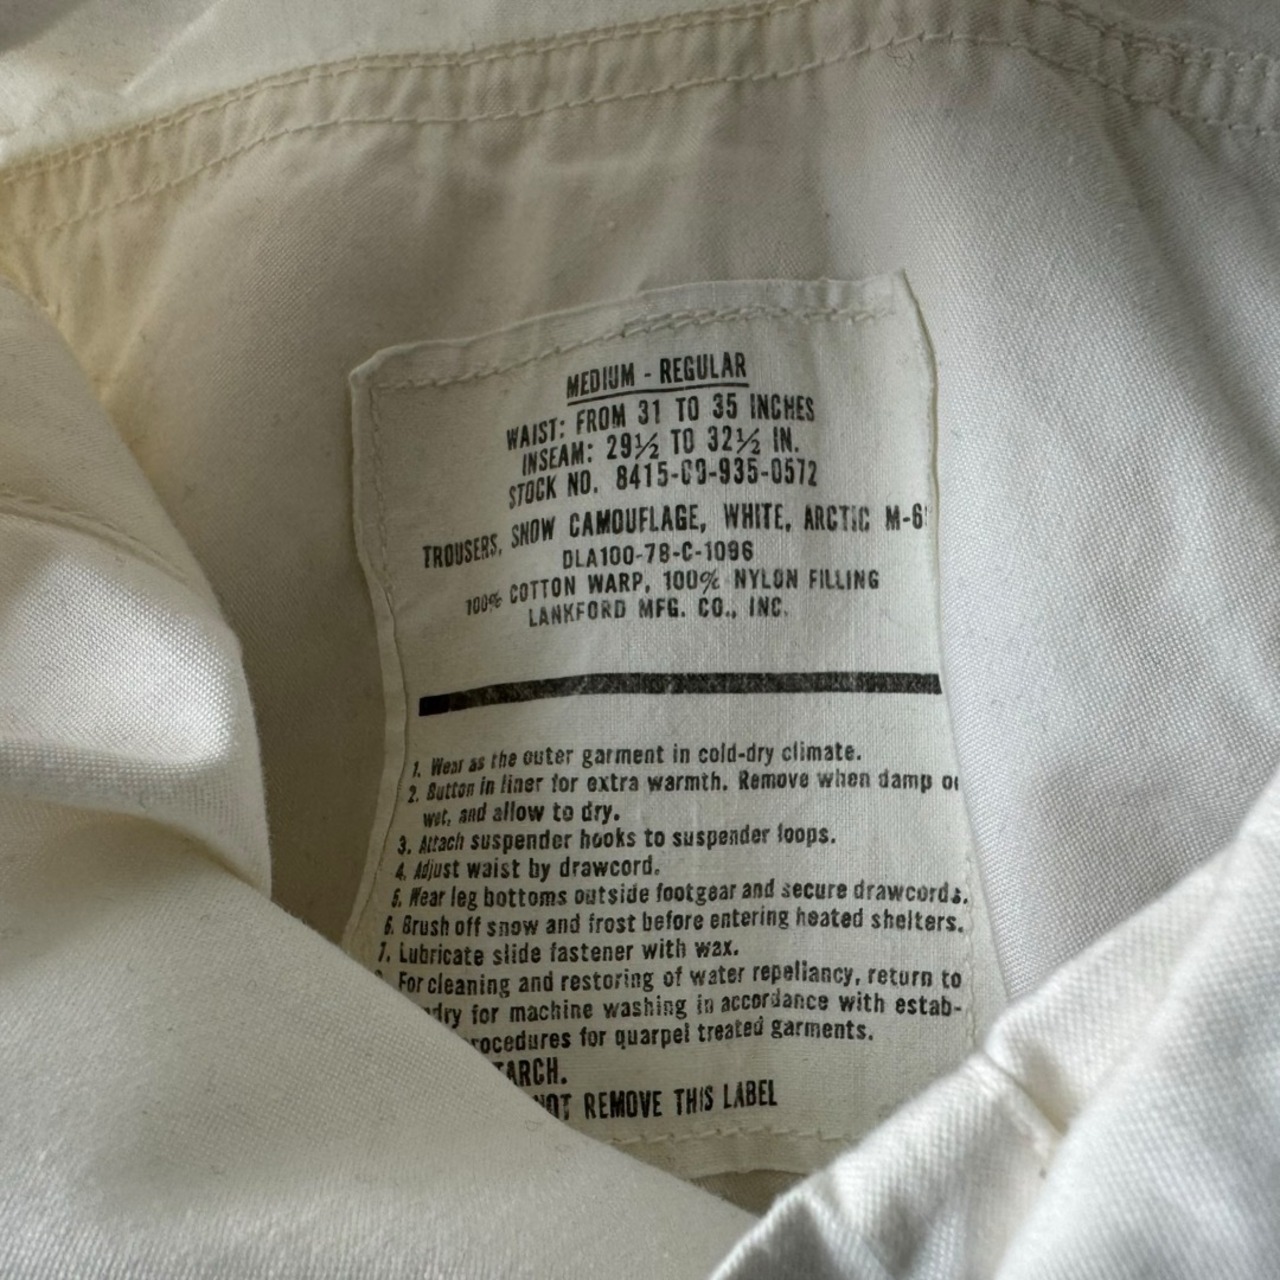 MEDIUM - REGULAR
WAIST: FROM 31 TO 35 INCHES
INSEAM: 29½ TO 32½ IN.
STOCK NO. 8415-00-935-0572
TROUSERS, SNOW CAMOUFLAGE, WHITE, ARCTIC M-6
DLA100-78-C-1096
100% COTTON WARP, 100% NYLON FILLING
LANKFORD MFG. CO., INC.
1. Wear as the outer garment in cold-dry climate.
2. Button in liner for extra warmth. Remove when damp or
wet, and allow to dry.
3. Attach suspender hooks to suspender loops.
4. Adjust waist by drawcord.
5. Wear leg bottoms outside footgear and secure drawcords.
6. Brush off snow and frost before entering heated shelters.
7. Lubricate slide fastener with wax.
For cleaning and restoring of water repellancy, return to
dry for machine washing in accordance with estab-
rocedures for quarpel treated garments.
TARCH.
NOT REMOVE THIS LABEL